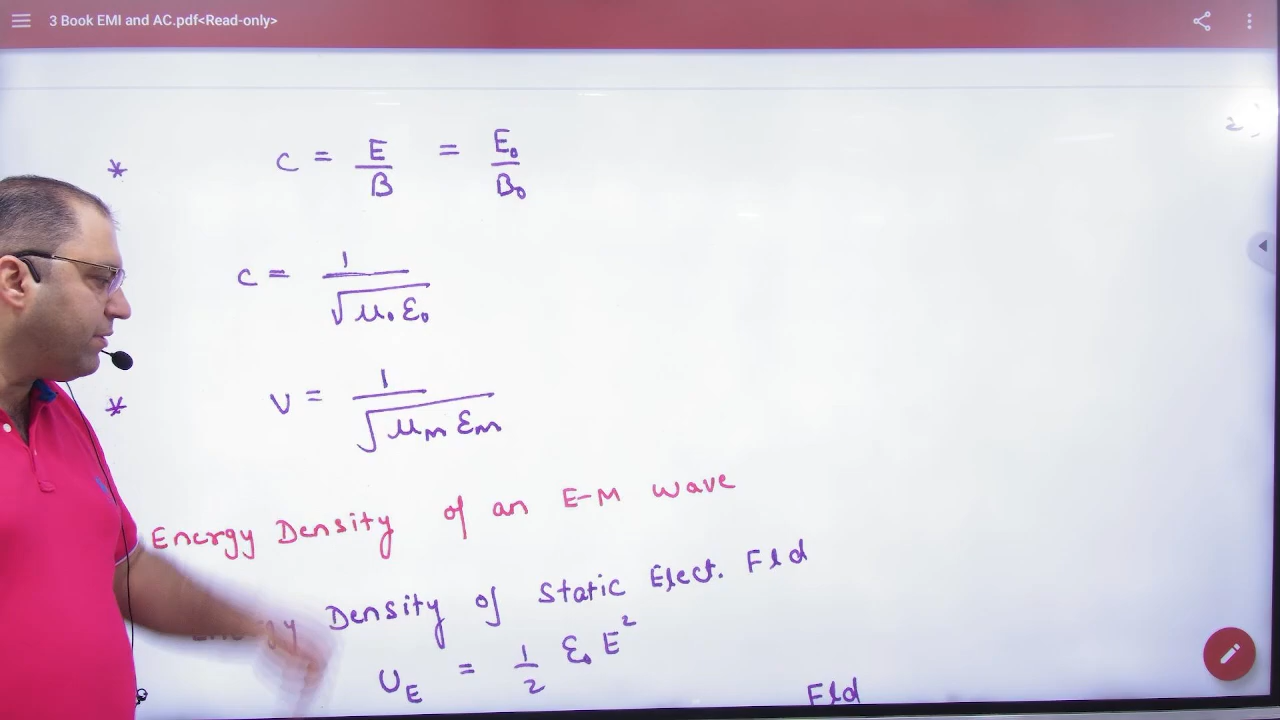 3 Book EMI and AC.pdf<Read-only>
* c = E/B = E₀/B₀
c = 1/√μ₀ε₀
* v = 1/√μₘεₘ
Energy Density of an E-M wave
Density of Static Elect. Fld
U_E = 1/2 ε₀E²
Fld